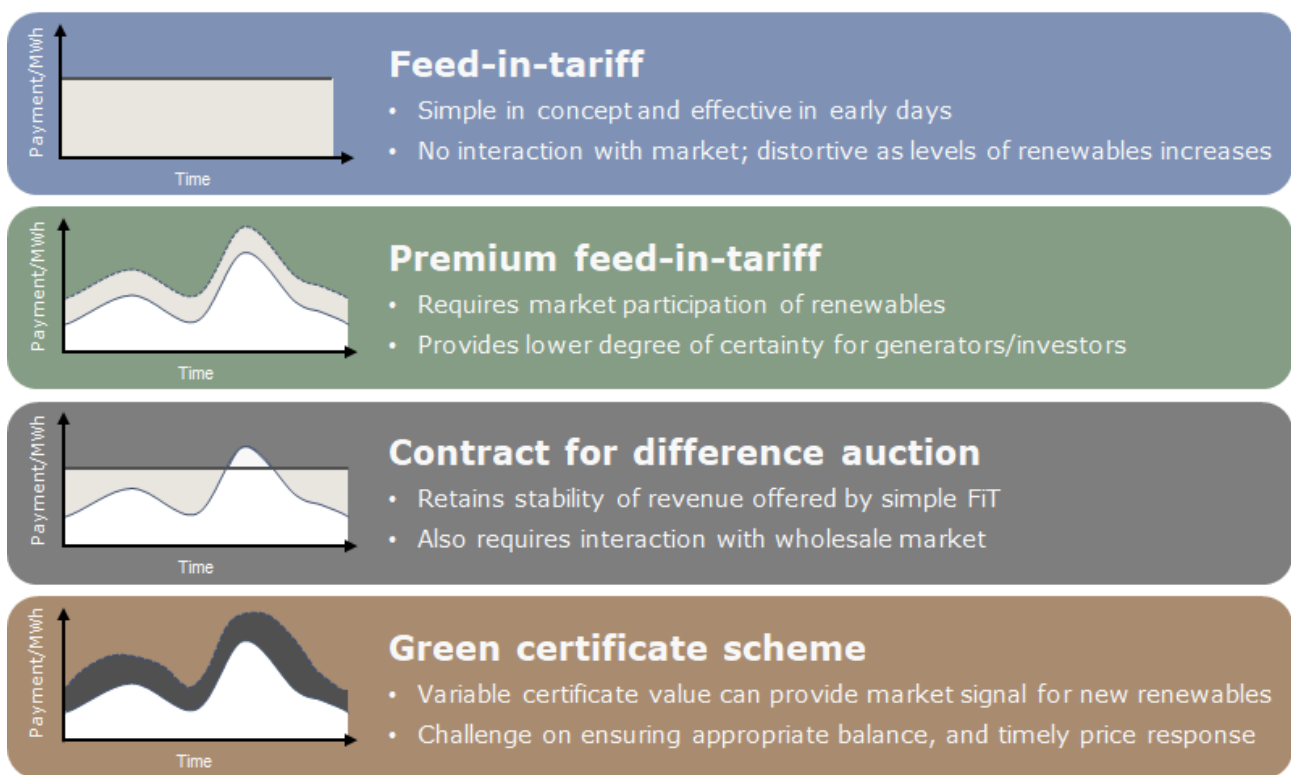 Payment/MWh
Time
Feed-in-tariff
• Simple in concept and effective in early days
• No interaction with market; distortive as levels of renewables increases
Payment/MWh
Time
Premium feed-in-tariff
• Requires market participation of renewables
• Provides lower degree of certainty for generators/investors
Payment/MWh
Time
Contract for difference auction
• Retains stability of revenue offered by simple FiT
• Also requires interaction with wholesale market
Payment/MWh
Time
Green certificate scheme
• Variable certificate value can provide market signal for new renewables
• Challenge on ensuring appropriate balance, and timely price response